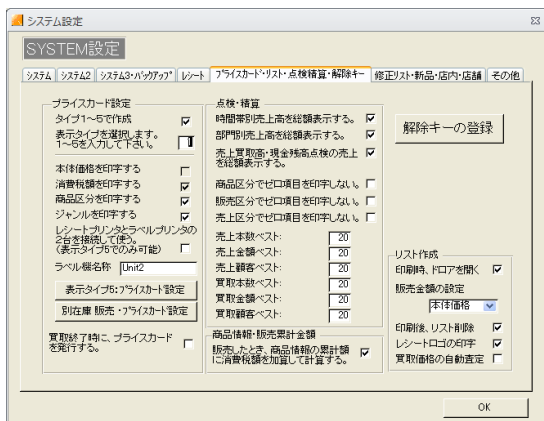 システム設定
SYSTEM設定
システム システム2 システム3・バックアップ レシート プライスカード・リスト・点検精算・解除キー 修正リスト・新品・店内・店舗 その他
プライスカード設定
タイプ1～5で作成
表示タイプを選択します。
1～5を入力して下さい。
1
本体価格を印字する
消費税額を印字する
商品区分を印字する
ジャンルを印字する
レシートプリンタとラベルプリンタの
2台を接続して使う。
(表示タイプ5でのみ可能)
ラベル機名称 Unit2
表示タイプ5:プライスカード設定
別在庫 販売・プライスカード設定
買取終了時に、プライスカード
を発行する。
点検・精算
時間帯別売上高を総額表示する。
部門別売上高を総額表示する。
売上買取高・現金残高点検の売上
を総額表示する。
商品区分でゼロ項目を印字しない。
販売区分でゼロ項目を印字しない。
売上区分でゼロ項目を印字しない。
売上本数ベスト: 20
売上金額ベスト: 20
売上顧客ベスト: 20
買取本数ベスト: 20
買取金額ベスト: 20
買取顧客ベスト: 20
商品情報・販売累計金額
販売したとき、商品情報の累計額
に消費税額を加算して計算する。
解除キーの登録
リスト作成
印刷時、ドロアを開く
販売金額の設定
本体価格
印刷後、リスト削除
レシートロゴの印字
買取価格の自動査定
OK